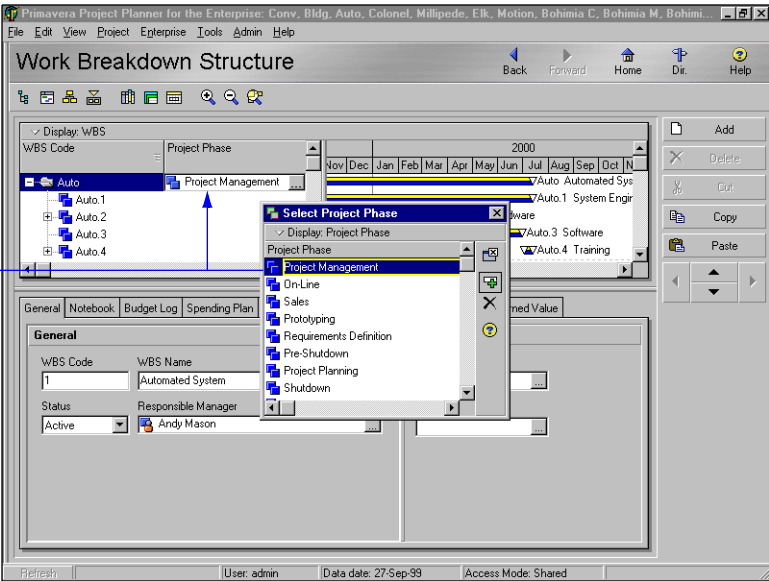 Primavera Project Planner for the Enterprise: Conv, Bldg, Auto, Colonel, Millipede, Elk, Motion, Bohimia C, Bohimia M, Bohimi...
File Edit View Project Enterprise Tools Admin Help
Work Breakdown Structure
Back Forward Home Dir. Help
Display: WBS
WBS Code Project Phase
2000
Nov Dec Jan Feb Mar Apr May Jun Jul Aug Sep Oct N
Auto Project Management ... Auto Automated Sys
Auto.1 Auto.1 System Engir
Auto.2 dware
Auto.3 Auto.3 Software
Auto.4 Auto.4 Training
Add
Delete
Cut
Copy
Paste
Select Project Phase
Display: Project Phase
Project Phase
Project Management
On-Line
Sales
Prototyping
Requirements Definition
Pre-Shutdown
Project Planning
Shutdown
General Notebook Budget Log Spending Plan rned Value
General
WBS Code WBS Name
1 Automated System ...
Status Responsible Manager
Active Andy Mason ... ...
Refresh User: admin Data date: 27-Sep-99 Access Mode: Shared